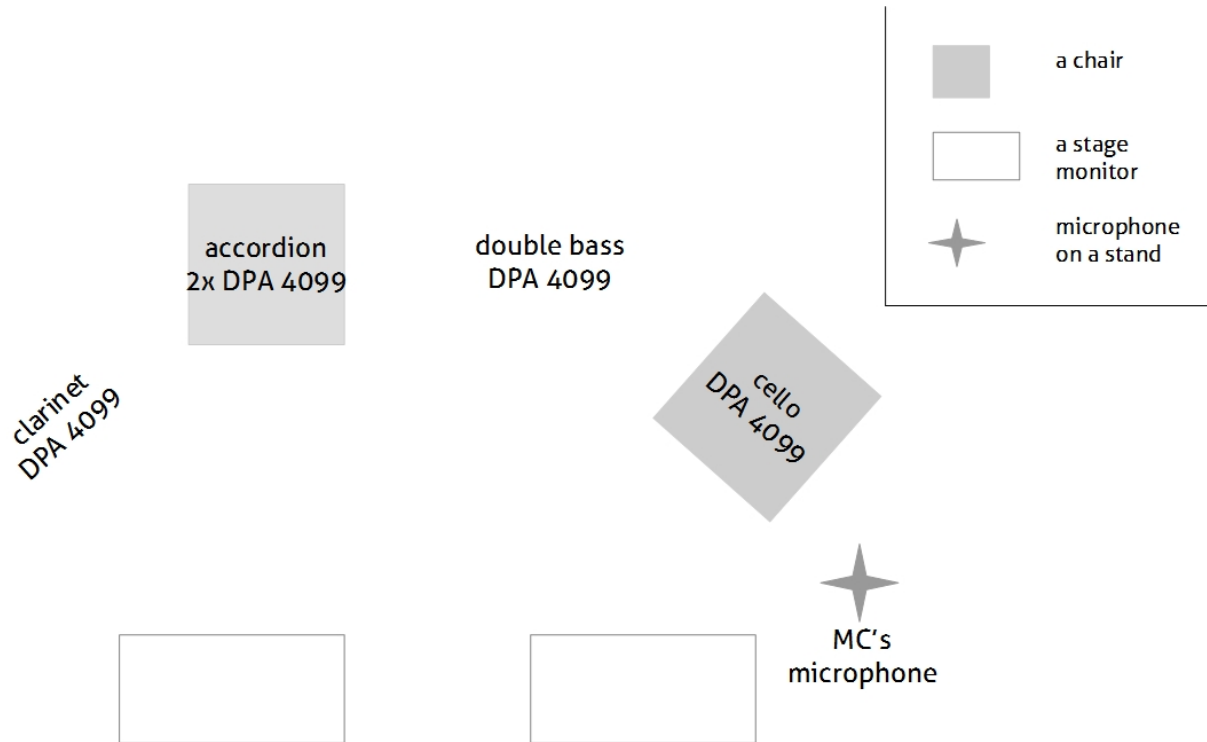 a chair
a stage
monitor
microphone
on a stand
accordion
2x DPA 4099
double bass
DPA 4099
clarinet
DPA 4099
cello
DPA 4099
MC's
microphone